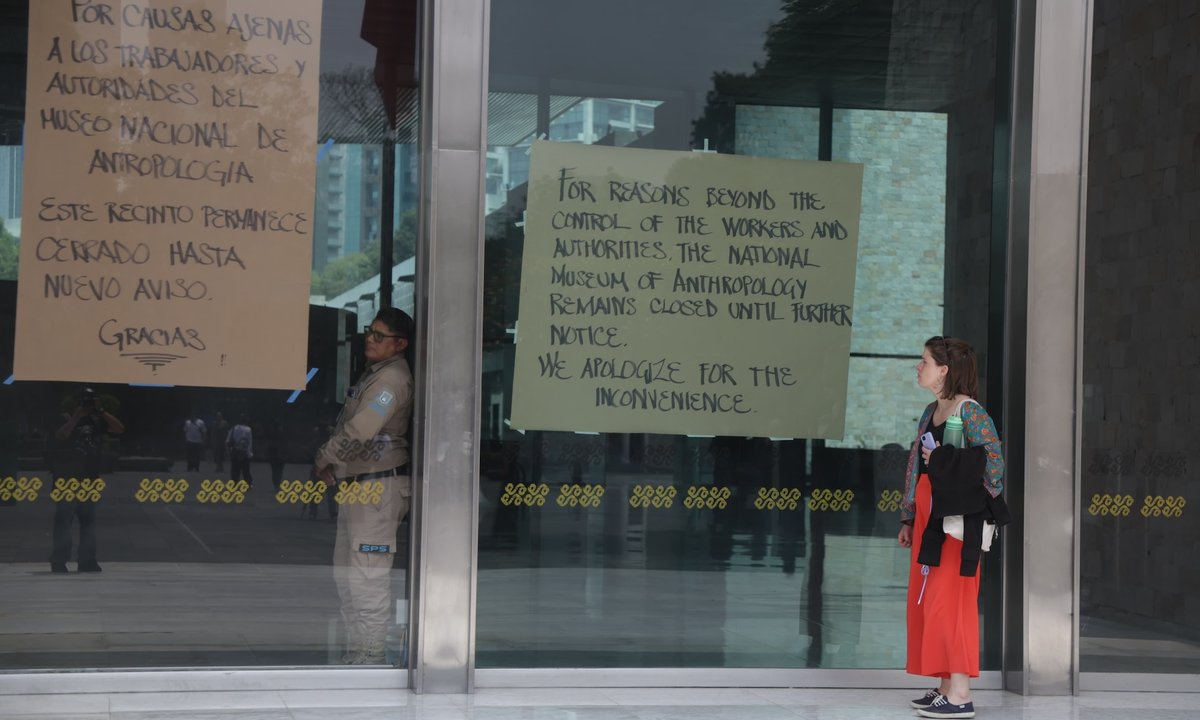 POR CAUSAS AJENAS
A LOS TRABAJADORES Y
AUTORIDADES DEL
MUSEO NACIONAL DE
ANTROPOLOGIA
ESTE RECINTO PERMANECE
CERRADO HASTA
NUEVO AVISO.
GRACIAS
FOR REASONS BEYOND THE
CONTROL OF THE WORKERS AND
AUTHORITIES, THE NATIONAL
MUSEUM OF ANTHROPOLOGY
REMAINS CLOSED UNTIL FURTHER
NOTICE.
WE APOLOGIZE FOR THE
INCONVENIENCE.
SPS